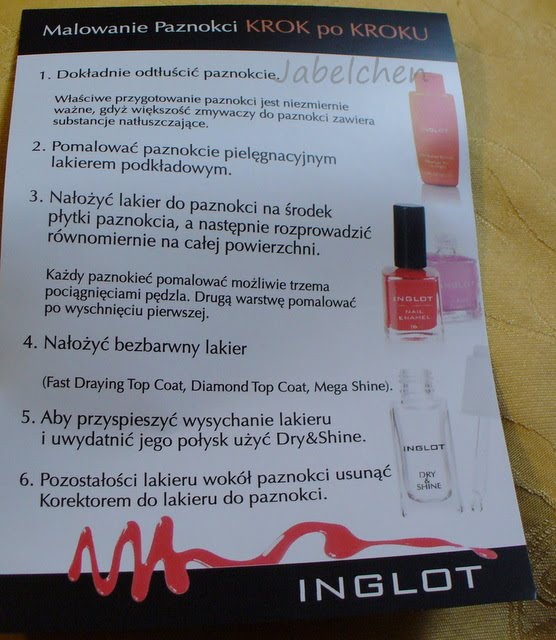 Malowanie Paznokci KROK po KROKU
Jabelchen
1. Dokładnie odtłuścić paznokcie.
Właściwe przygotowanie paznokci jest niezmiernie
ważne, gdyż większość zmywaczy do paznokci zawiera
substancje natłuszczające.
INGLOT
2. Pomalować paznokcie pielęgnacyjnym
lakierem podkładowym.
3. Nałożyć lakier do paznokci na środek
płytki paznokcia, a następnie rozprowadzić
równomiernie na całej powierzchni.
Każdy paznokieć pomalować możliwie trzema
pociągnięciami pędzla. Drugą warstwę pomalować
po wyschnięciu pierwszej.
INGLOT
NAIL
ENAMEL
INGLOT
4. Nałożyć bezbarwny lakier
(Fast Draying Top Coat, Diamond Top Coat, Mega Shine).
5. Aby przyspieszyć wysychanie lakieru
i uwydatnić jego połysk użyć Dry&Shine.
INGLOT
DRY
&
SHINE
6. Pozostałości lakieru wokół paznokci usunąć
Korektorem do lakieru do paznokci.
INGLOT